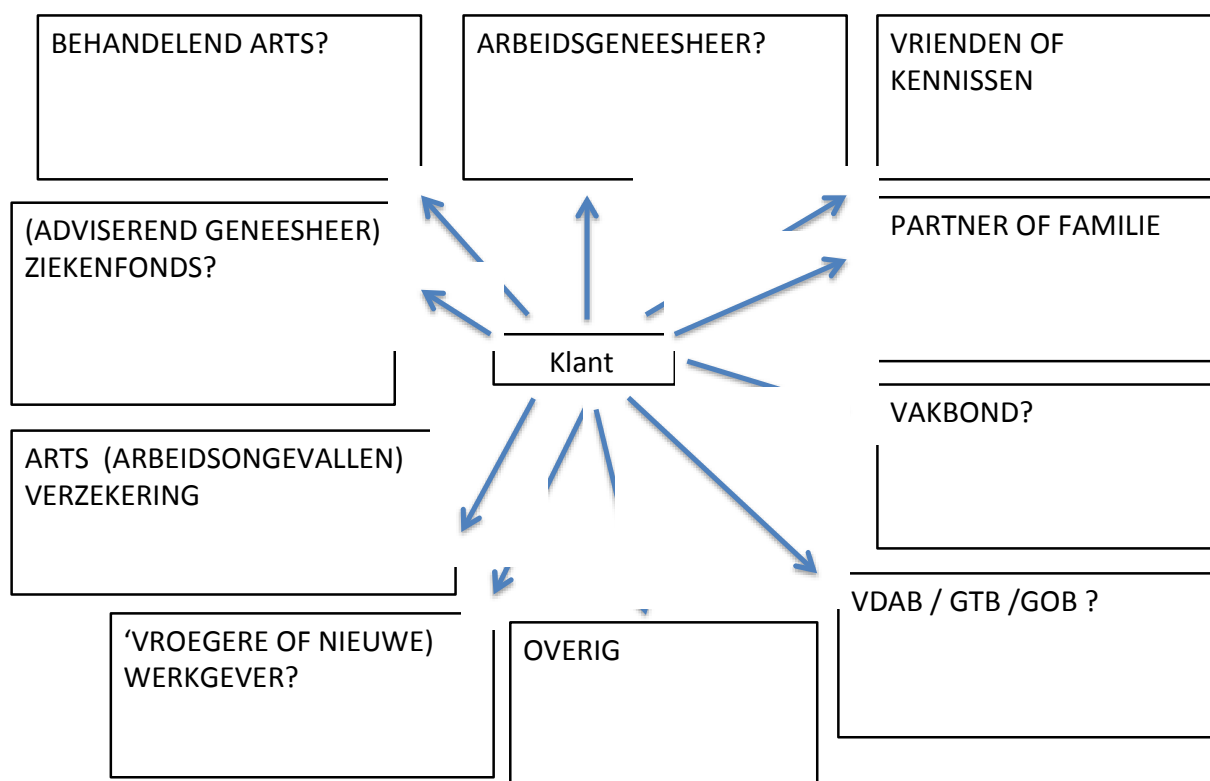 BEHANDELEND ARTS?
ARBEIDSGENEESHEER?
VRIENDEN OF
KENNISSEN
(ADVISEREND GENEESHEER)
ZIEKENFONDS?
PARTNER OF FAMILIE
Klant
VAKBOND?
ARTS (ARBEIDSONGEVALLEN)
VERZEKERING
VDAB / GTB /GOB ?
‘VROEGERE OF NIEUWE)
WERKGEVER?
OVERIG